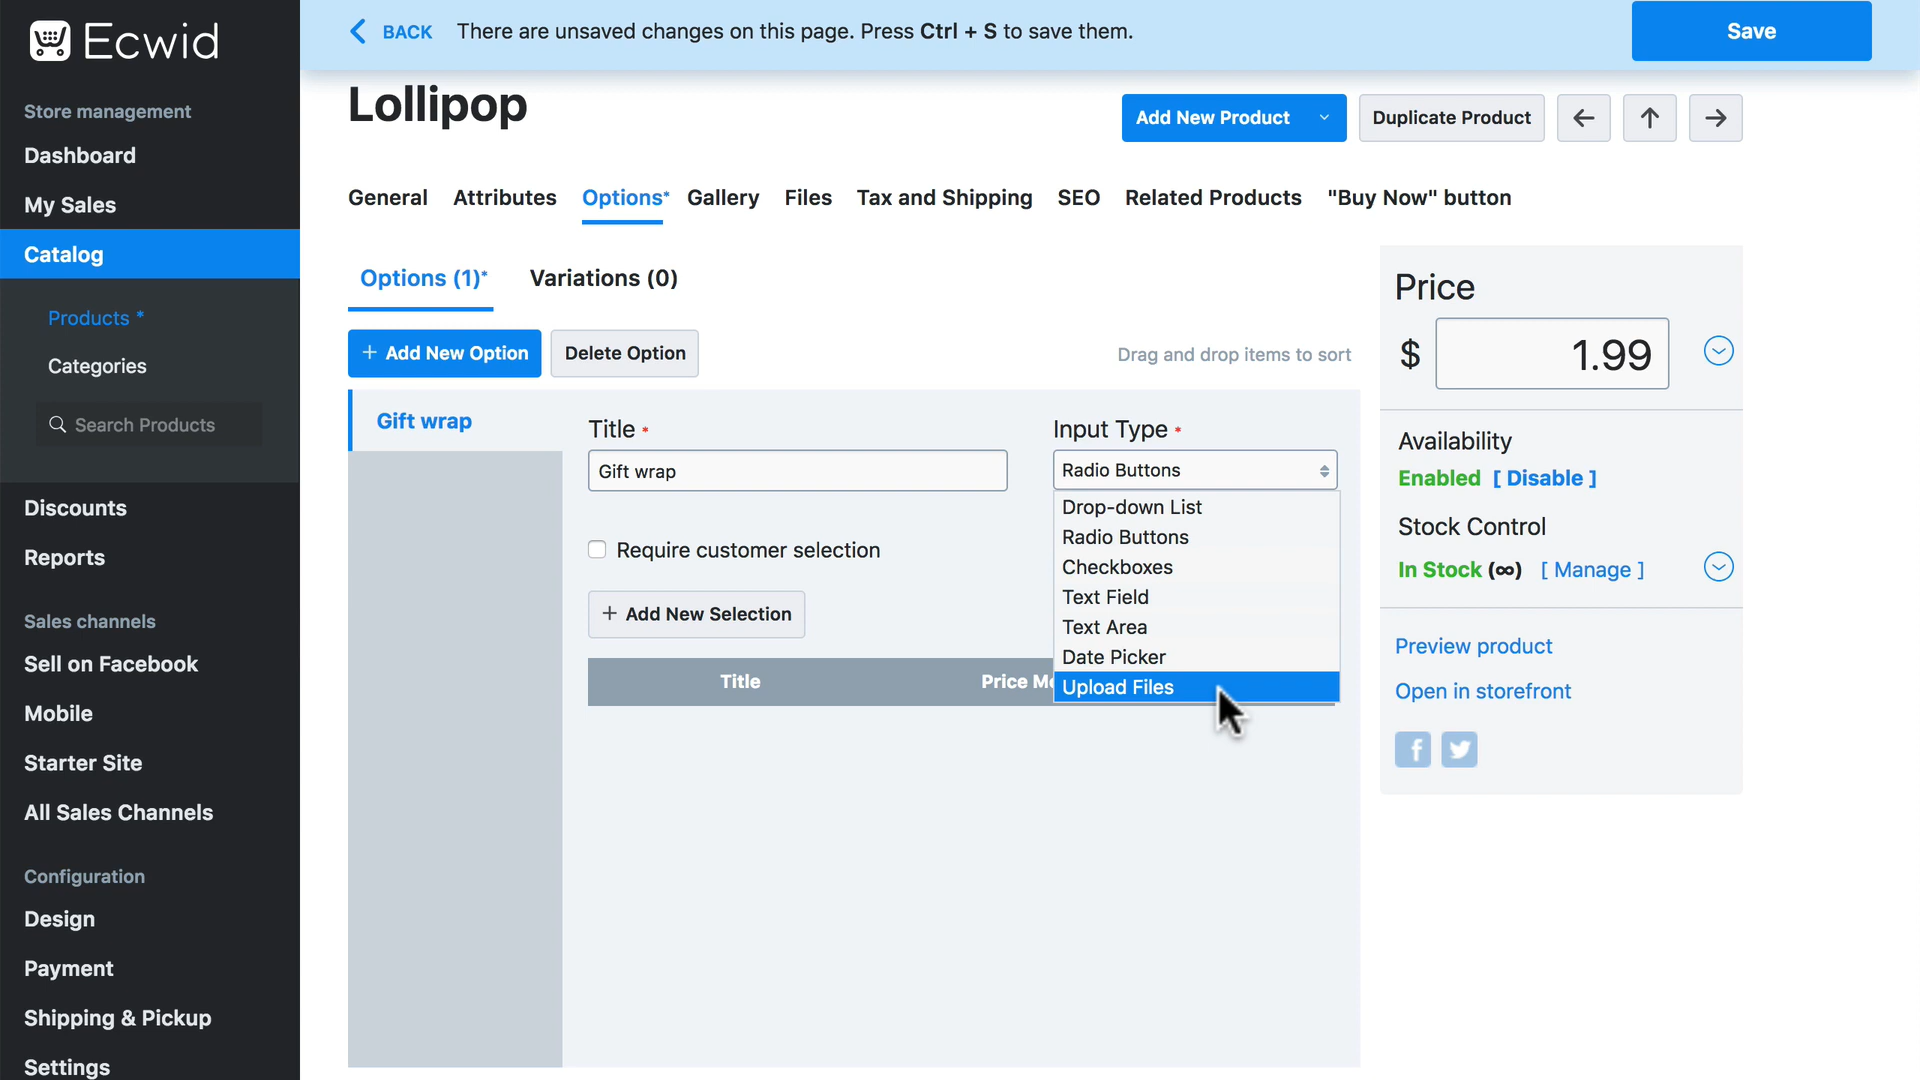 Ecwid
Store management
Dashboard
My Sales
Catalog
Products *
Categories
Search Products
Discounts
Reports
Sales channels
Sell on Facebook
Mobile
Starter Site
All Sales Channels
Configuration
Design
Payment
Shipping & Pickup
Settings
BACK There are unsaved changes on this page. Press Ctrl + S to save them. Save
Lollipop
Add New Product Duplicate Product
General Attributes Options* Gallery Files Tax and Shipping SEO Related Products "Buy Now" button
Options (1)* Variations (0)
+ Add New Option Delete Option Drag and drop items to sort
Gift wrap
Title * Input Type *
Gift wrap Radio Buttons
Drop-down List
Radio Buttons
Checkboxes
Text Field
Text Area
Date Picker
Upload Files
Require customer selection
+ Add New Selection
Title Price
Price
$ 1.99
Availability
Enabled [ Disable ]
Stock Control
In Stock (∞) [ Manage ]
Preview product
Open in storefront